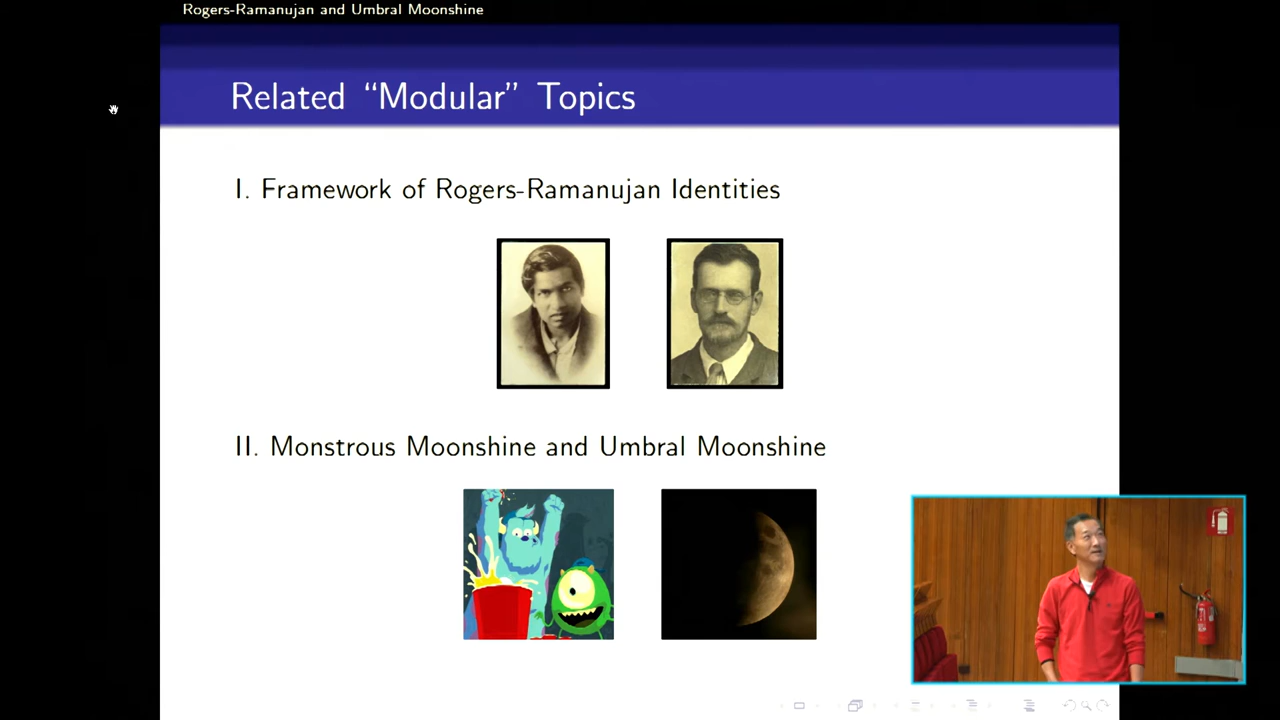 Rogers-Ramanujan and Umbral Moonshine
Related “Modular” Topics
I. Framework of Rogers-Ramanujan Identities
II. Monstrous Moonshine and Umbral Moonshine